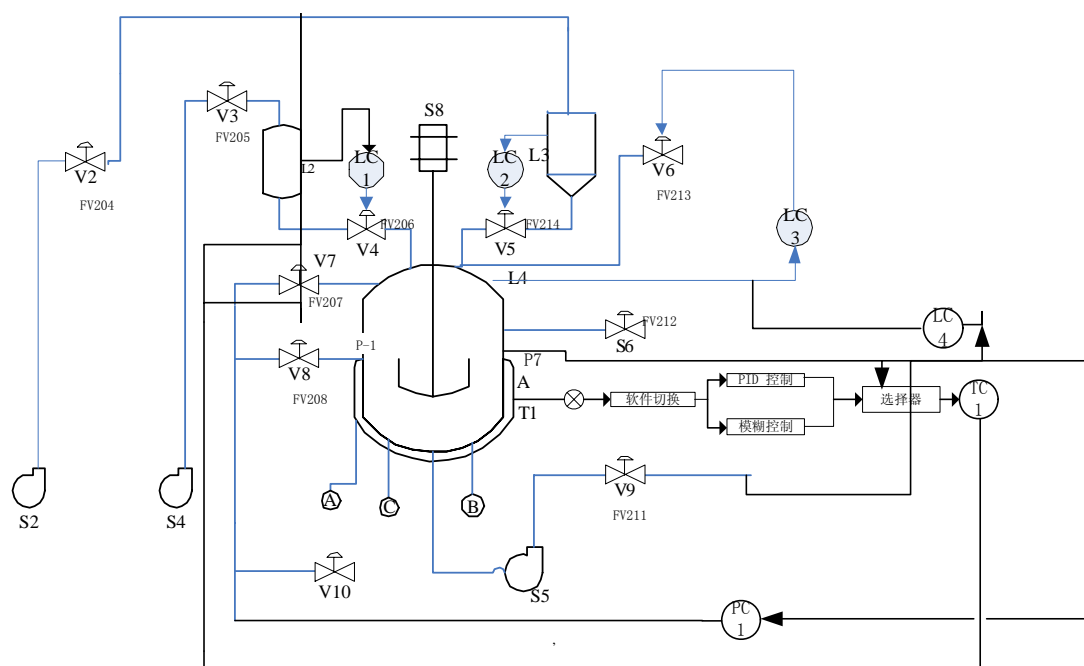 S8
V3
FV205
LC
1
LC
2
L3
L2
V2
FV204
V6
FV213
FV206
V4
FV214
V5
LC
3
V7
FV207
L4
FV212
S6
LC
4
P-1
P7
V8
FV208
A
T1
软件切换
PID 控制
模糊控制
选择器
TC
1
V9
FV211
A
C
B
S2
S4
S5
V10
PC
1
,